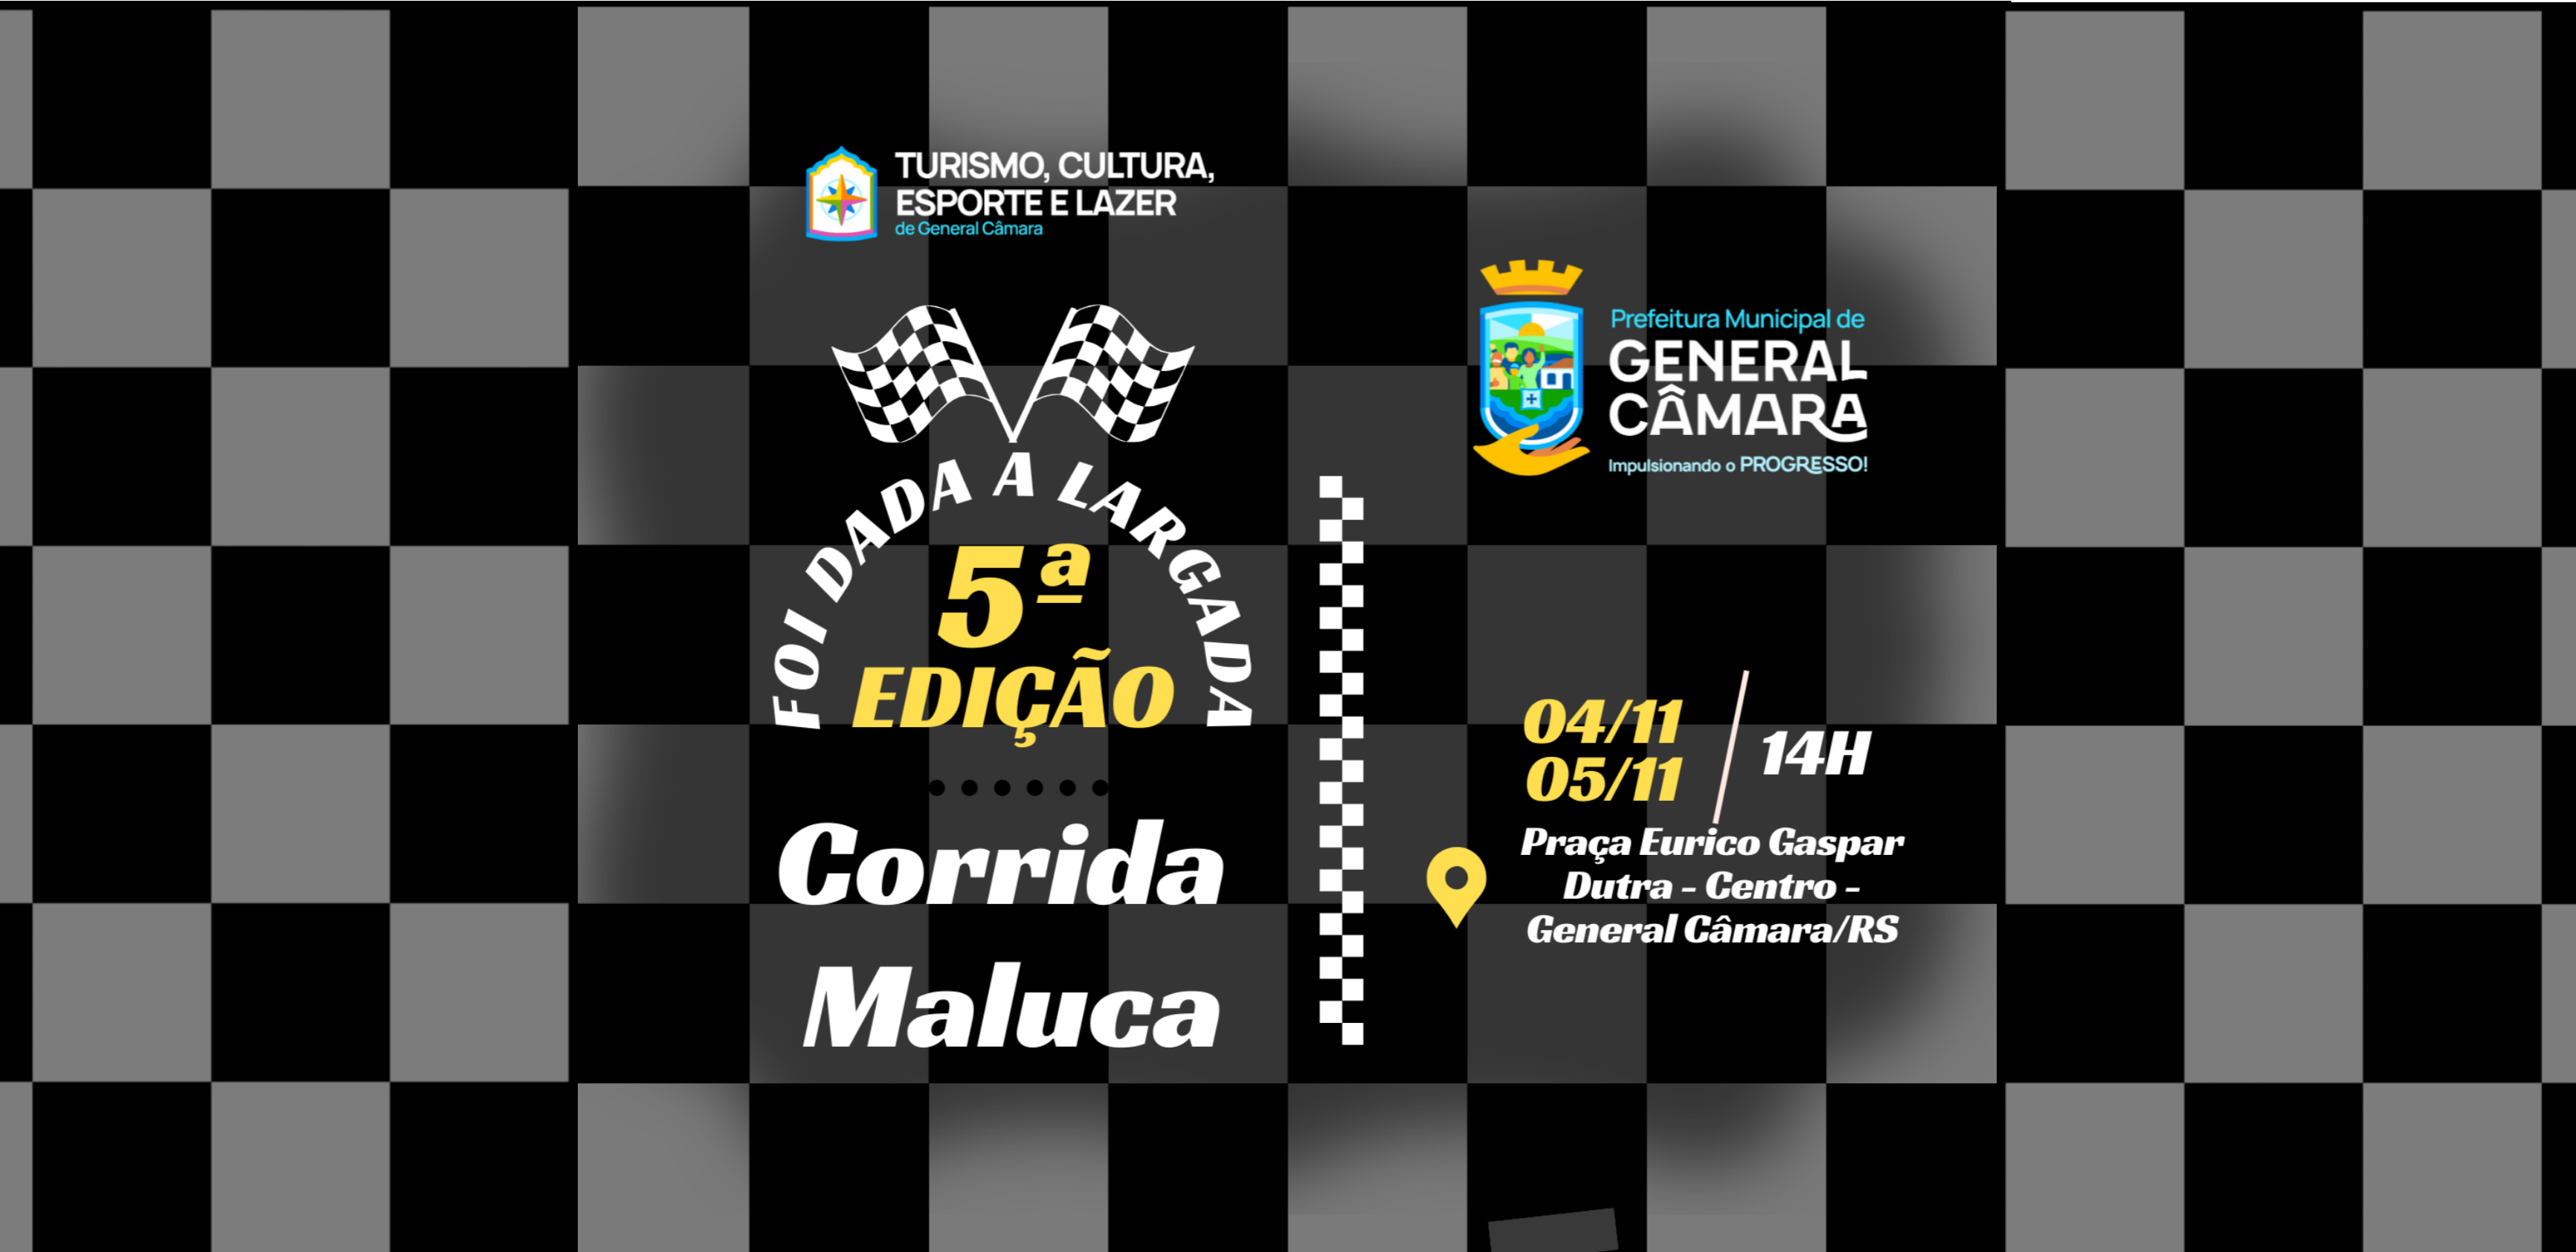 TURISMO, CULTURA,
ESPORTE E LAZER
de General Câmara
FOI DADA A LARGADA
5ª
EDIÇÃO
Corrida
Maluca
Prefeitura Municipal de
GENERAL
CÂMARA
Impulsionando o PROGRESSO!
04/11
05/11
14H
Praça Eurico Gaspar
Dutra - Centro -
General Câmara/RS